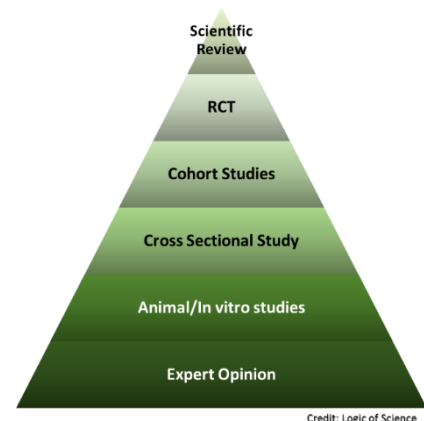 Scientific
Review
RCT
Cohort Studies
Cross Sectional Study
Animal/In vitro studies
Expert Opinion
Credit: Logic of Science